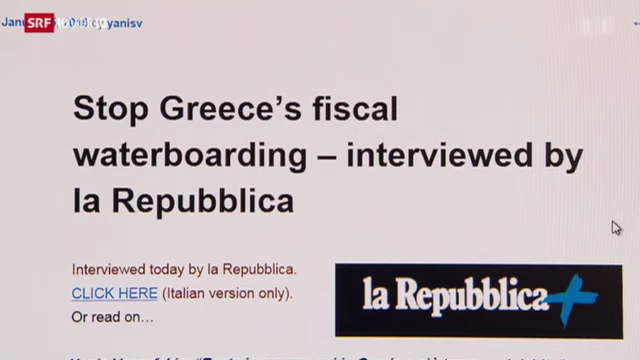 SRF
yanisv
Stop Greece’s fiscal
waterboarding – interviewed by
la Repubblica
Interviewed today by la Repubblica.
CLICK HERE (Italian version only).
Or read on…
la Repubblica+